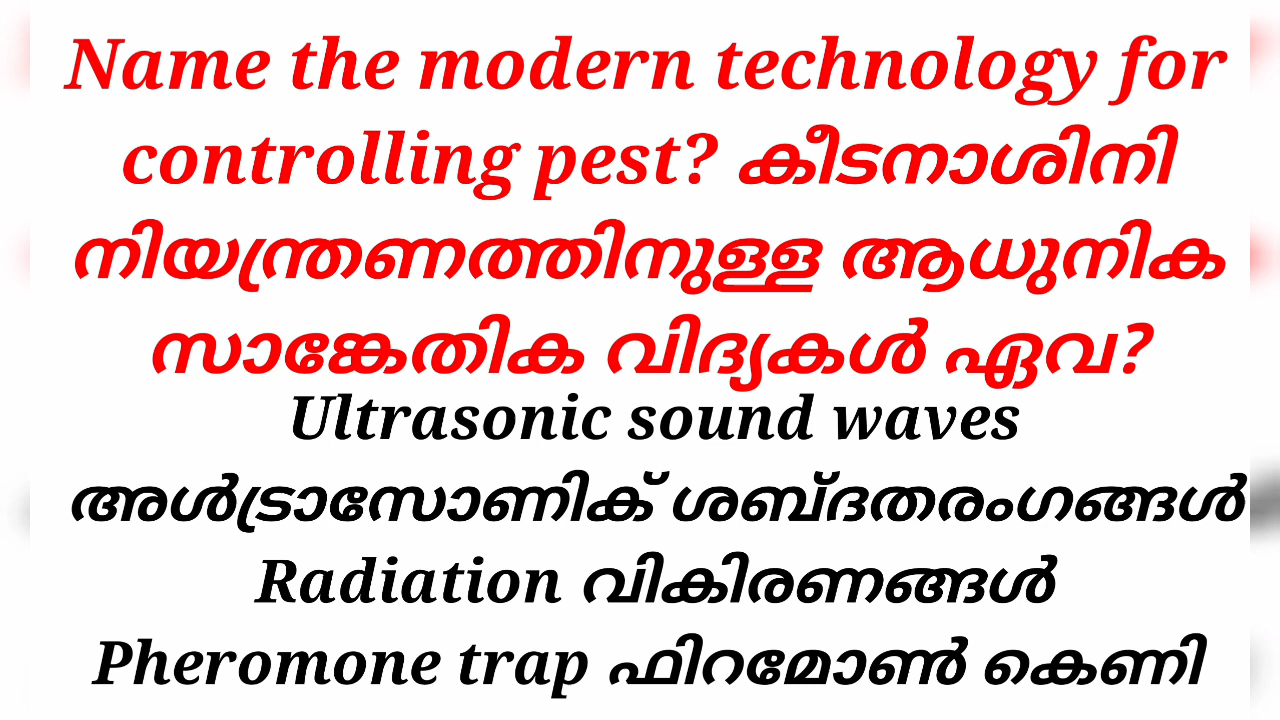 Name the modern technology for
controlling pest? കീടനാശിനി
നിയന്ത്രണത്തിനുള്ള ആധുനിക
സാങ്കേതിക വിദ്യകൾ ഏവ?
Ultrasonic sound waves
അൾട്രാസോണിക് ശബ്ദതരംഗങ്ങൾ
Radiation വികിരണങ്ങൾ
Pheromone trap ഫിറമോൺ കെണി